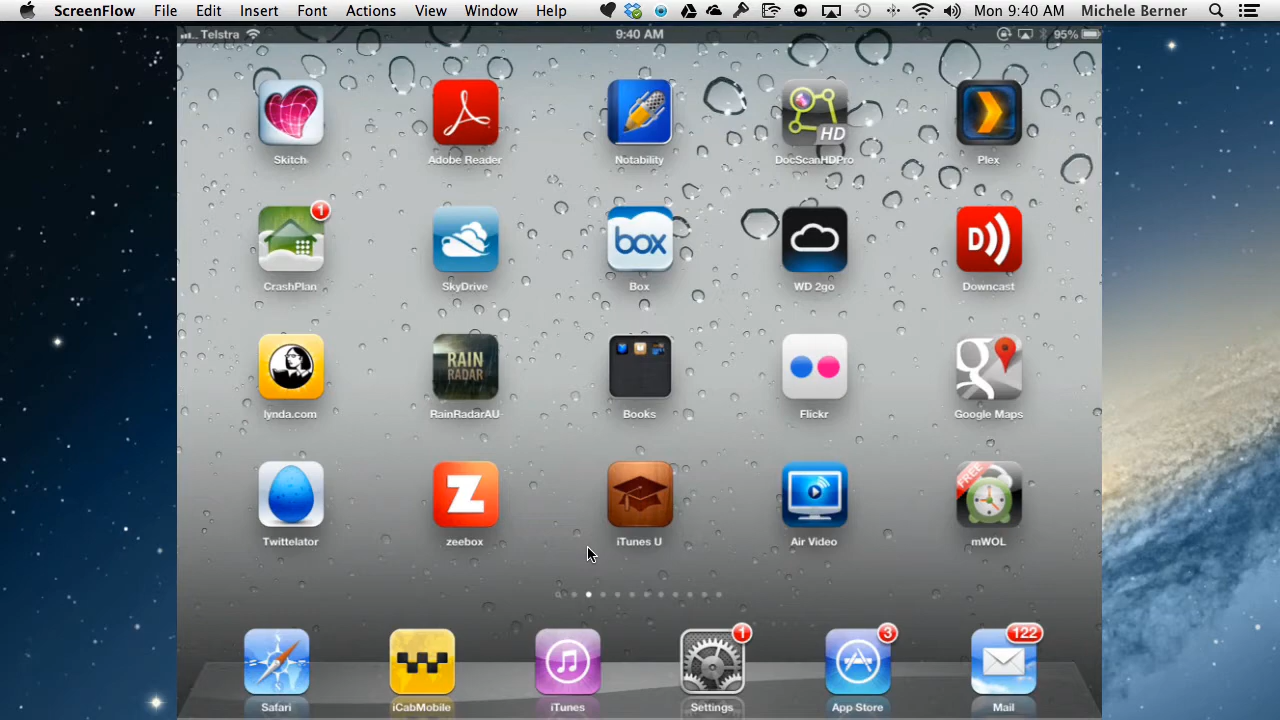 ScreenFlow File Edit Insert Font Actions View Window Help Mon 9:40 AM Michele Berner
Telstra 9:40 AM 95%
HD
Skitch Adobe Reader Notability DocScanHDPro Plex
1
box D
CrashPlan SkyDrive Box WD 2go Downcast
RAIN
RADAR
lynda.com RainRadarAU Books Flickr Google Maps
FREE
Twittelator zeebox iTunes U Air Video mWOL
1 3 122
Safari iCabMobile iTunes Settings App Store Mail